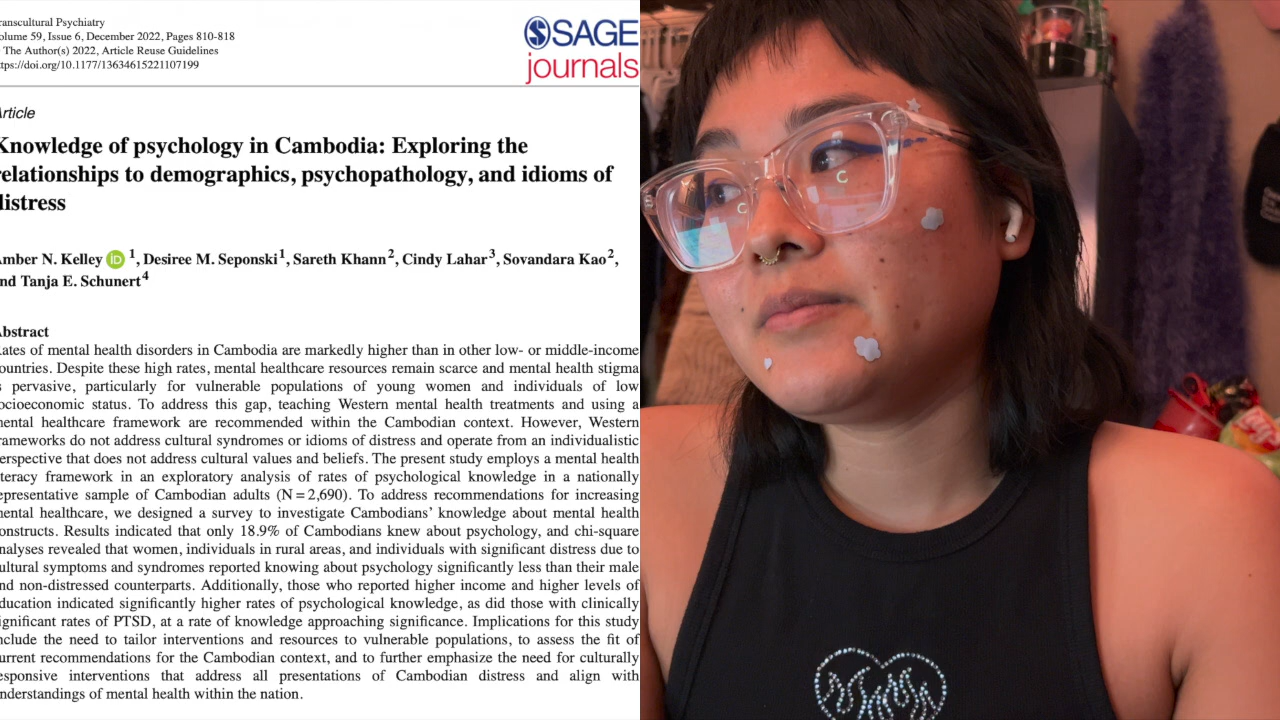 ranscultural Psychiatry
olume 59, Issue 6, December 2022, Pages 810-818
The Author(s) 2022, Article Reuse Guidelines
ttps://doi.org/10.1177/13634615221107199
SAGE
journals
Article
Knowledge of psychology in Cambodia: Exploring the
relationships to demographics, psychopathology, and idioms of
distress
Amber N. Kelley iD 1, Desiree M. Seponski1, Sareth Khann2, Cindy Lahar3, Sovandara Kao2,
nd Tanja E. Schunert4
Abstract
ates of mental health disorders in Cambodia are markedly higher than in other low- or middle-income
ountries. Despite these high rates, mental healthcare resources remain scarce and mental health stigma
s pervasive, particularly for vulnerable populations of young women and individuals of low
ocioeconomic status. To address this gap, teaching Western mental health treatments and using a
mental healthcare framework are recommended within the Cambodian context. However, Western
rameworks do not address cultural syndromes or idioms of distress and operate from an individualistic
erspective that does not address cultural values and beliefs. The present study employs a mental health
iteracy framework in an exploratory analysis of rates of psychological knowledge in a nationally
epresentative sample of Cambodian adults (N = 2,690). To address recommendations for increasing
mental healthcare, we designed a survey to investigate Cambodians' knowledge about mental health
onstructs. Results indicated that only 18.9% of Cambodians knew about psychology, and chi-square
nalyses revealed that women, individuals in rural areas, and individuals with significant distress due to
ultural symptoms and syndromes reported knowing about psychology significantly less than their male
nd non-distressed counterparts. Additionally, those who reported higher income and higher levels of
ducation indicated significantly higher rates of psychological knowledge, as did those with clinically
ignificant rates of PTSD, at a rate of knowledge approaching significance. Implications for this study
nclude the need to tailor interventions and resources to vulnerable populations, to assess the fit of
urrent recommendations for the Cambodian context, and to further emphasize the need for culturally
esponsive interventions that address all presentations of Cambodian distress and align with
nderstandings of mental health within the nation.